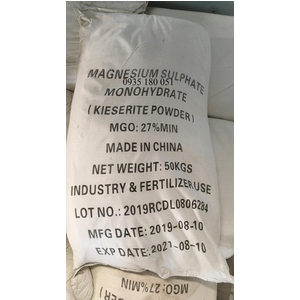 MAGNESIUM SULPHATE
0935 180 051
MONOHYDRATE
(KIESERITE POWDER)
MGO: 27%MIN
MADE IN CHINA
NET WEIGHT: 50KGS
INDUSTRY & FERTILIZER USE
LOT NO.: 2019RCDL0806284
MFG DATE: 2019-08-10
EXP DATE: 2021-08-10
MGO: 27%MIN